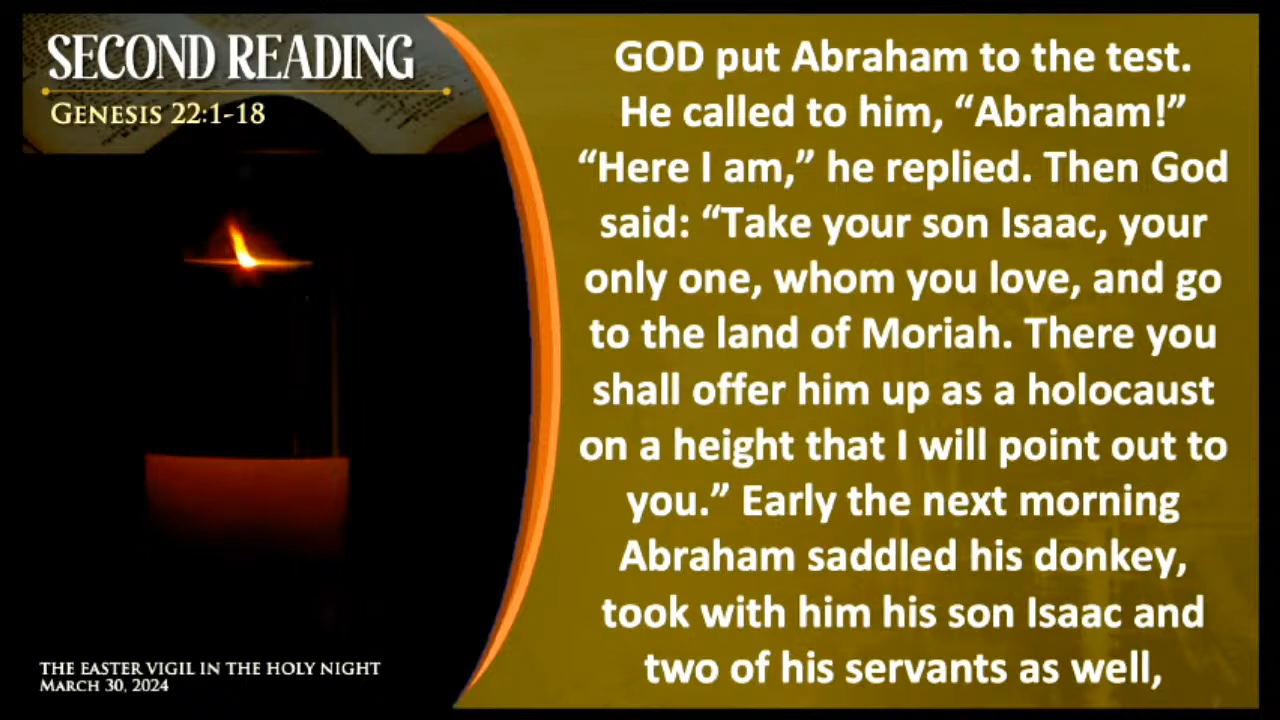 SECOND READING
GENESIS 22:1-18
GOD put Abraham to the test.
He called to him, “Abraham!”
“Here I am,” he replied. Then God
said: “Take your son Isaac, your
only one, whom you love, and go
to the land of Moriah. There you
shall offer him up as a holocaust
on a height that I will point out to
you.” Early the next morning
Abraham saddled his donkey,
took with him his son Isaac and
two of his servants as well,
THE EASTER VIGIL IN THE HOLY NIGHT
MARCH 30, 2024